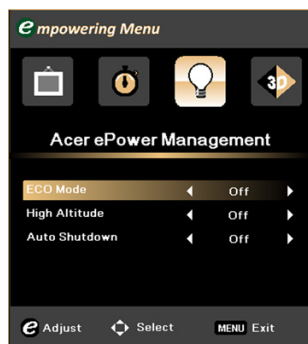 e mpowering Menu
3D
Acer ePower Management
ECO Mode Off
High Altitude Off
Auto Shutdown Off
e Adjust Select MENU Exit